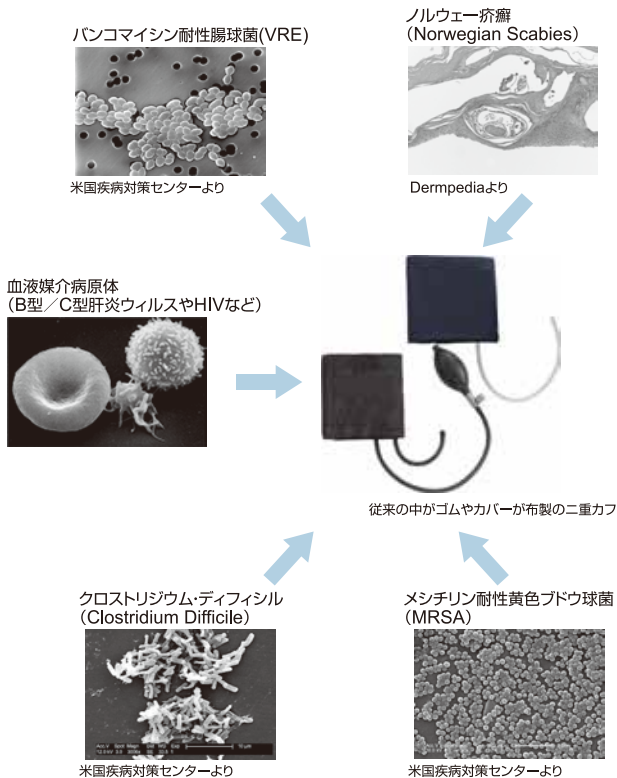 バンコマイシン耐性腸球菌(VRE)
米国疾病対策センターより
ノルウェー疥癬
(Norwegian Scabies)
Dermpediaより
血液媒介病原体
(B型／C型肝炎ウィルスやHIVなど)
従来の中がゴムやカバーが布製の二重カフ
クロストリジウム・ディフィシル
(Clostridium Difficile)
米国疾病対策センターより
メシチリン耐性黄色ブドウ球菌
(MRSA)
米国疾病対策センターより